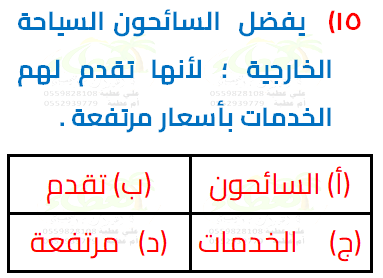 ١٥) يفضل السائحون السياحة
الخارجية ؛ لأنها تقدم لهم
الخدمات بأسعار مرتفعة .
(أ) السائحون (ب) تقدم
(ج) الخدمات (د) مرتفعة